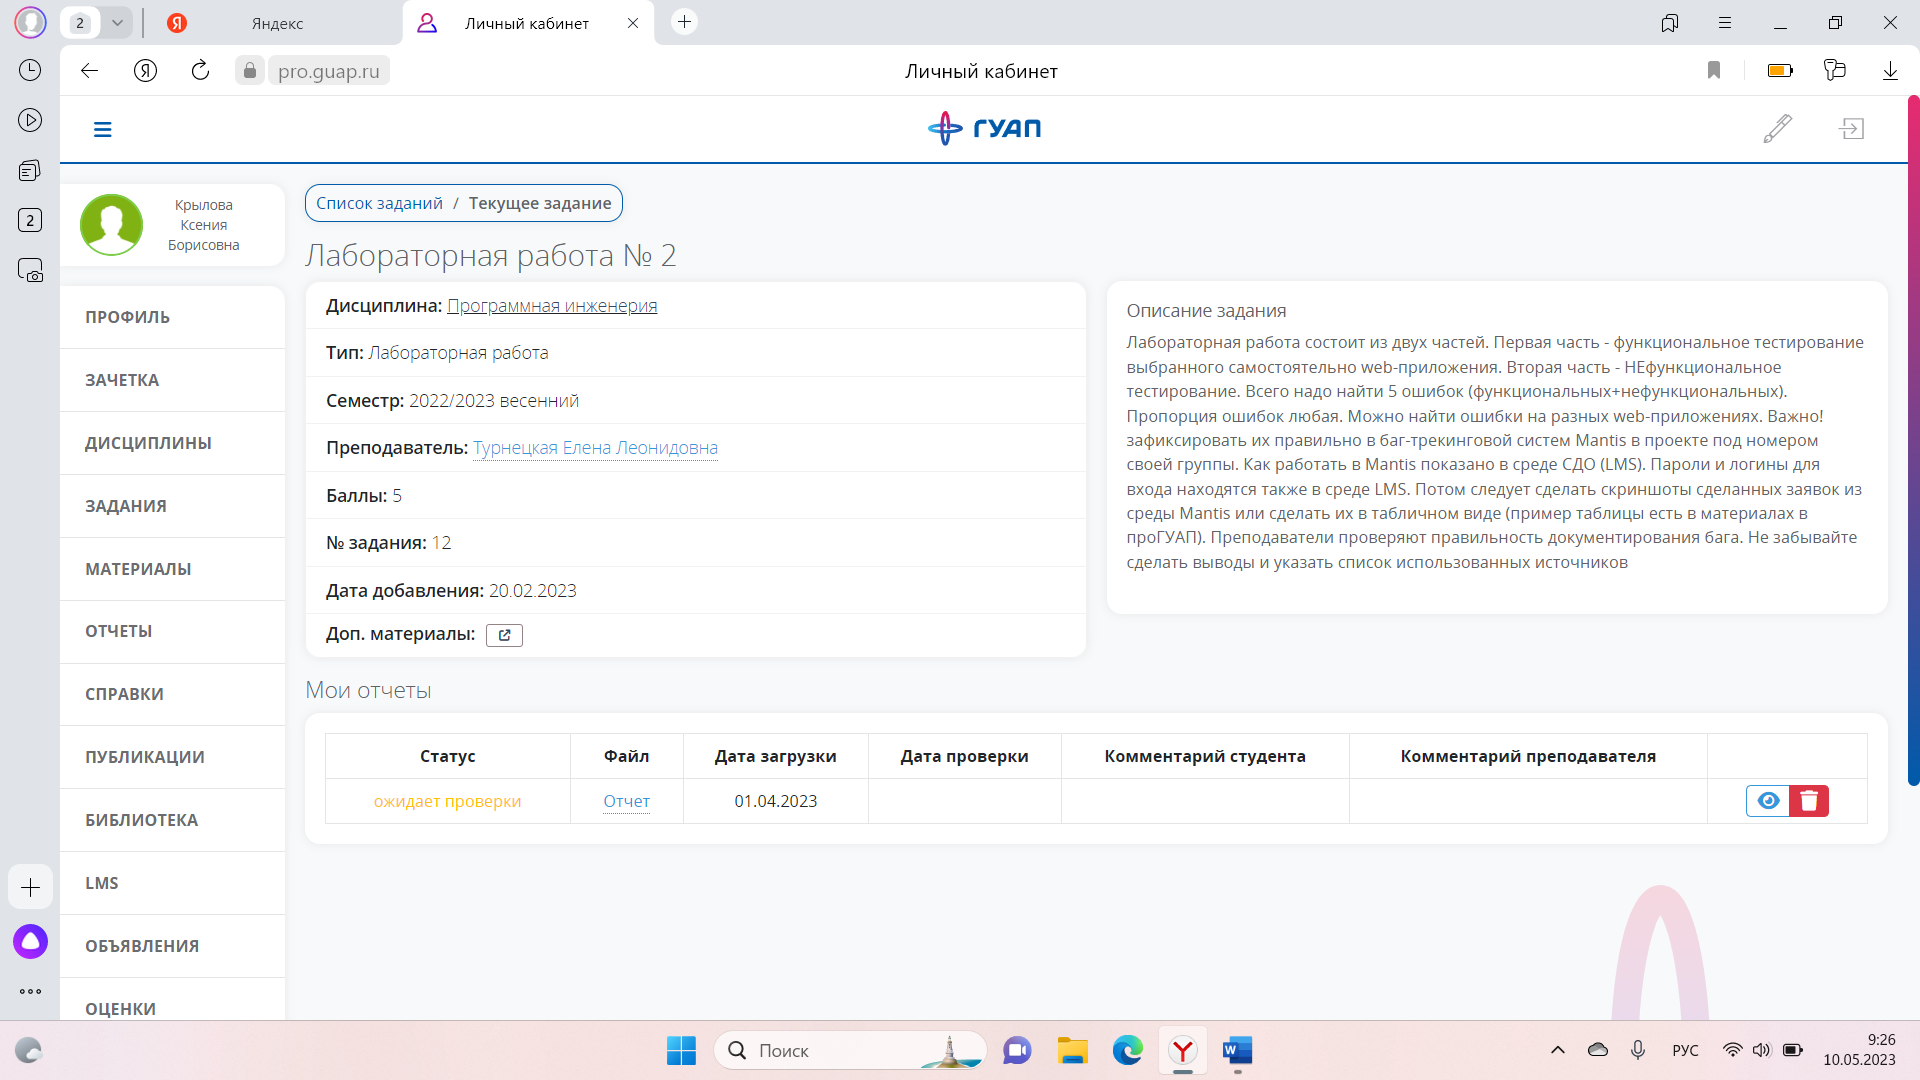 2
Яндекс
Личный кабинет
pro.guap.ru
Личный кабинет
2
ГУАП
Крылова
Ксения
Борисовна
ПРОФИЛЬ
ЗАЧЕТКА
ДИСЦИПЛИНЫ
ЗАДАНИЯ
МАТЕРИАЛЫ
ОТЧЕТЫ
СПРАВКИ
ПУБЛИКАЦИИ
БИБЛИОТЕКА
LMS
ОБЪЯВЛЕНИЯ
ОЦЕНКИ
Список заданий / Текущее задание
Лабораторная работа № 2
Дисциплина: Программная инженерия
Тип: Лабораторная работа
Семестр: 2022/2023 весенний
Преподаватель: Турнецкая Елена Леонидовна
Баллы: 5
№ задания: 12
Дата добавления: 20.02.2023
Доп. материалы:
Описание задания
Лабораторная работа состоит из двух частей. Первая часть - функциональное тестирование
выбранного самостоятельно web-приложения. Вторая часть - НЕфункциональное
тестирование. Всего надо найти 5 ошибок (функциональных+нефункциональных).
Пропорция ошибок любая. Можно найти ошибки на разных web-приложениях. Важно!
зафиксировать их правильно в баг-трекинговой систем Mantis в проекте под номером
своей группы. Как работать в Mantis показано в среде СДО (LMS). Пароли и логины для
входа находятся также в среде LMS. Потом следует сделать скриншоты сделанных заявок из
среды Mantis или сделать их в табличном виде (пример таблицы есть в материалах в
проГУАП). Преподаватели проверяют правильность документирования бага. Не забывайте
сделать выводы и указать список использованных источников
Мои отчеты
Статус Файл Дата загрузки Дата проверки Комментарий студента Комментарий преподавателя
ожидает проверки Отчет 01.04.2023
Поиск
РУС
9:26
10.05.2023